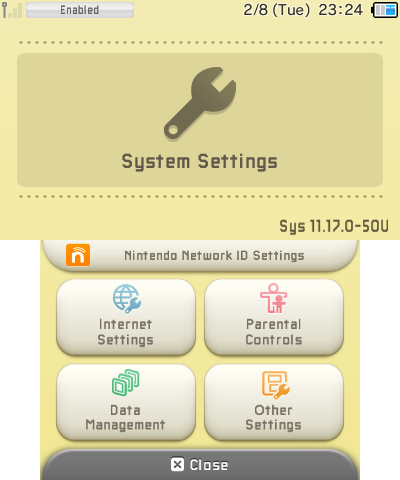 Enabled
2/8 (Tue) 23:24
System Settings
Sys 11.17.0-50U
Nintendo Network ID Settings
Internet
Settings
Parental
Controls
Data
Management
Other
Settings
Close